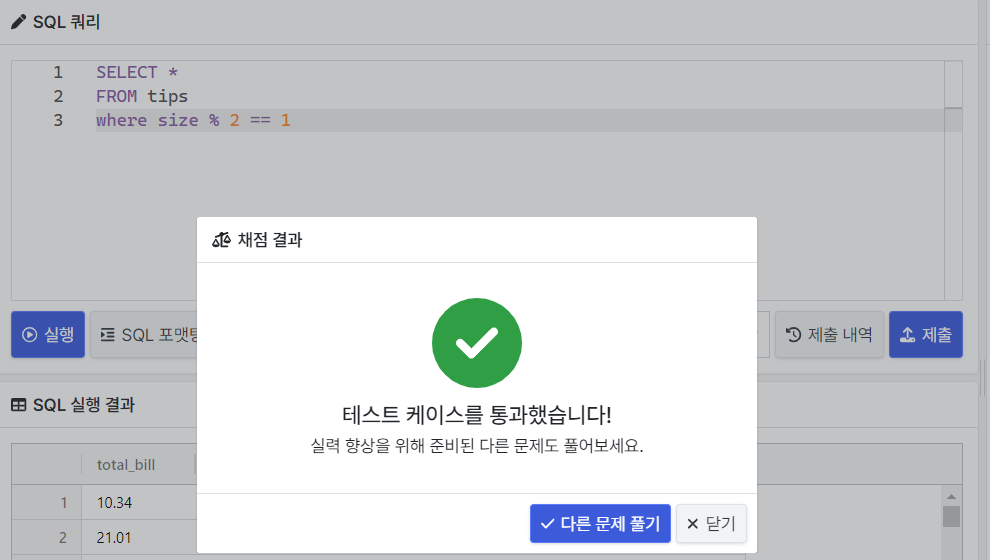 SQL 쿼리
1 SELECT *
2 FROM tips
3 where size % 2 == 1
채점 결과
테스트 케이스를 통과했습니다!
실력 향상을 위해 준비된 다른 문제도 풀어보세요.
다른 문제 풀기 닫기
실행 SQL 포맷팅 제출 내역 제출
SQL 실행 결과
total_bill
1 10.34
2 21.01